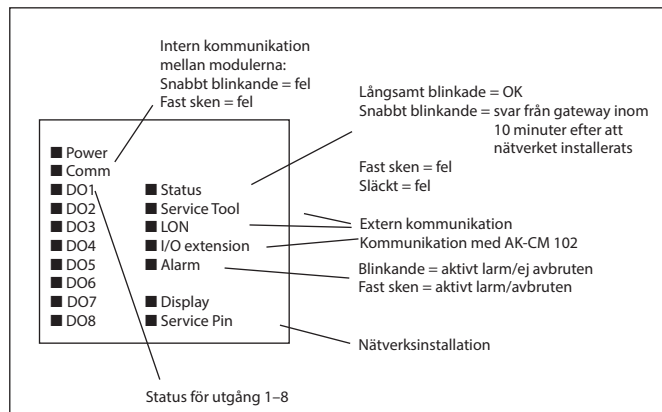 Intern kommunikation
mellan modulerna:
Snabbt blinkande = fel
Fast sken = fel
Långsamt blinkade = OK
Snabbt blinkande = svar från gateway inom
10 minuter efter att
nätverket installerats
Fast sken = fel
Släckt = fel
Power
Comm
DO1
DO2
DO3
DO4
DO5
DO6
DO7
DO8
Status
Service Tool
LON
I/O extension
Alarm
Display
Service Pin
Extern kommunikation
Kommunikation med AK-CM 102
Blinkande = aktivt larm/ej avbruten
Fast sken = aktivt larm/avbruten
Nätverksinstallation
Status för utgång 1–8